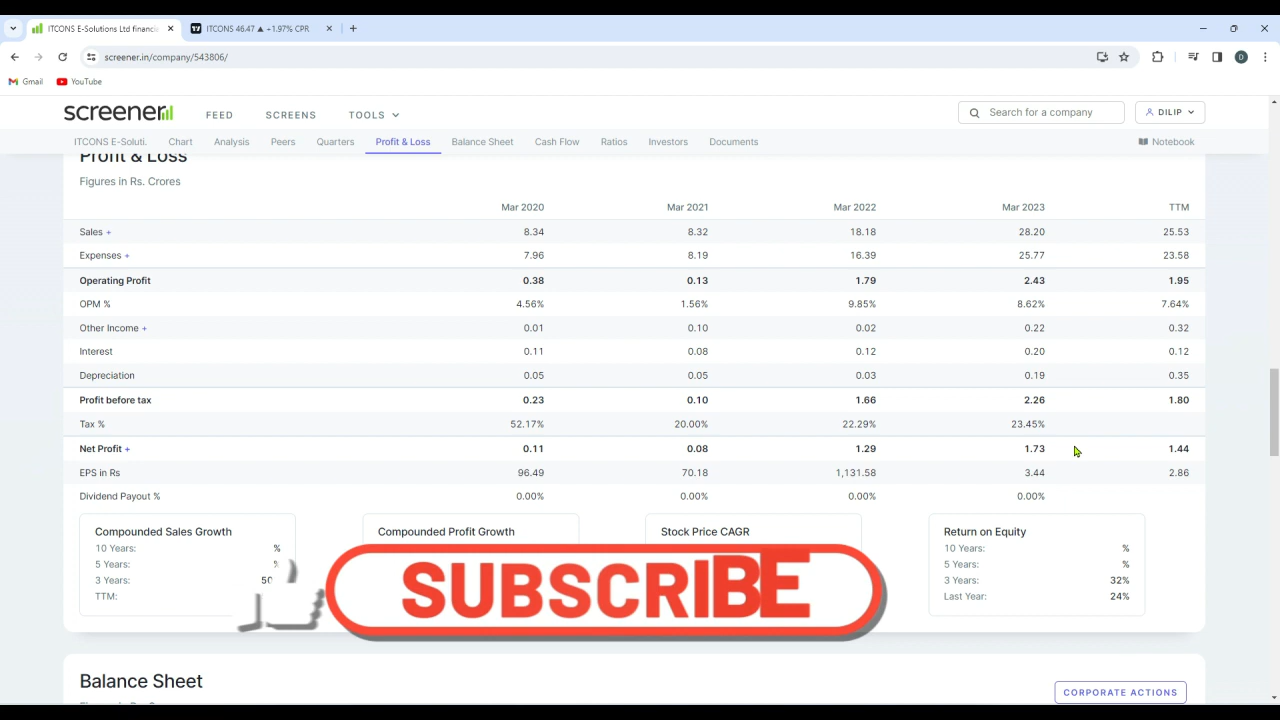 ITCONS E-Solutions Ltd financi
ITCONS 46.47 ▲ +1.97% CPR
screener.in/company/543806/
D
Gmail YouTube
screener FEED SCREENS TOOLS Search for a company DILIP
ITCONS E-Soluti. Chart Analysis Peers Quarters Profit & Loss Balance Sheet Cash Flow Ratios Investors Documents Notebook
Profit & Loss
Figures in Rs. Crores
Mar 2020 Mar 2021 Mar 2022 Mar 2023 TTM
Sales + 8.34 8.32 18.18 28.20 25.53
Expenses + 7.96 8.19 16.39 25.77 23.58
Operating Profit 0.38 0.13 1.79 2.43 1.95
OPM % 4.56% 1.56% 9.85% 8.62% 7.64%
Other Income + 0.01 0.10 0.02 0.22 0.32
Interest 0.11 0.08 0.12 0.20 0.12
Depreciation 0.05 0.05 0.03 0.19 0.35
Profit before tax 0.23 0.10 1.66 2.26 1.80
Tax % 52.17% 20.00% 22.29% 23.45%
Net Profit + 0.11 0.08 1.29 1.73 1.44
EPS in Rs 96.49 70.18 1,131.58 3.44 2.86
Dividend Payout % 0.00% 0.00% 0.00% 0.00%
Compounded Sales Growth Compounded Profit Growth Stock Price CAGR Return on Equity
10 Years: % 10 Years: %
5 Years: % 5 Years: %
3 Years: 3 Years: 32%
TTM: Last Year: 24%
SUBSCRIBE
Balance Sheet
CORPORATE ACTIONS